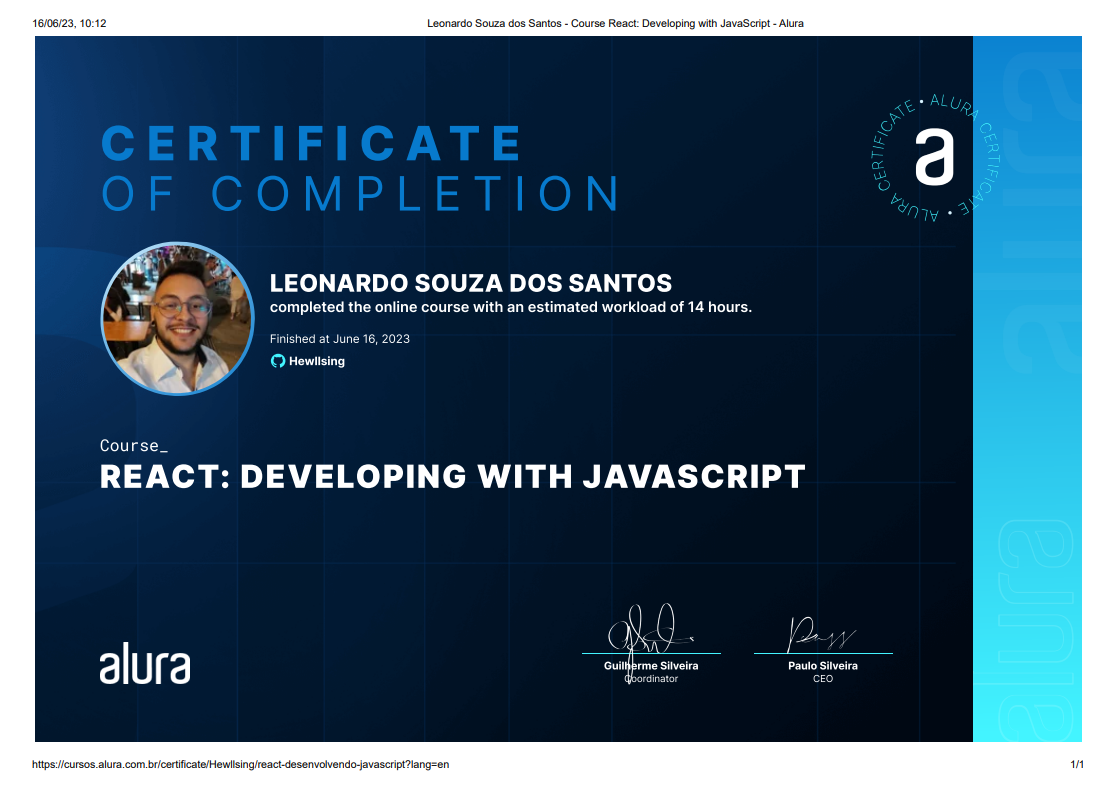 16/06/23, 10:12
Leonardo Souza dos Santos - Course React: Developing with JavaScript - Alura
CERTIFICATE
OF COMPLETION
ALURA CERTIFICATE • ALURA CERTIFICATE •
a
LEONARDO SOUZA DOS SANTOS
completed the online course with an estimated workload of 14 hours.
Finished at June 16, 2023
Hewllsing
Course_
REACT: DEVELOPING WITH JAVASCRIPT
alura
Guilherme Silveira
Coordinator
Paulo Silveira
CEO
alura
alura
https://cursos.alura.com.br/certificate/Hewllsing/react-desenvolvendo-javascript?lang=en
1/1